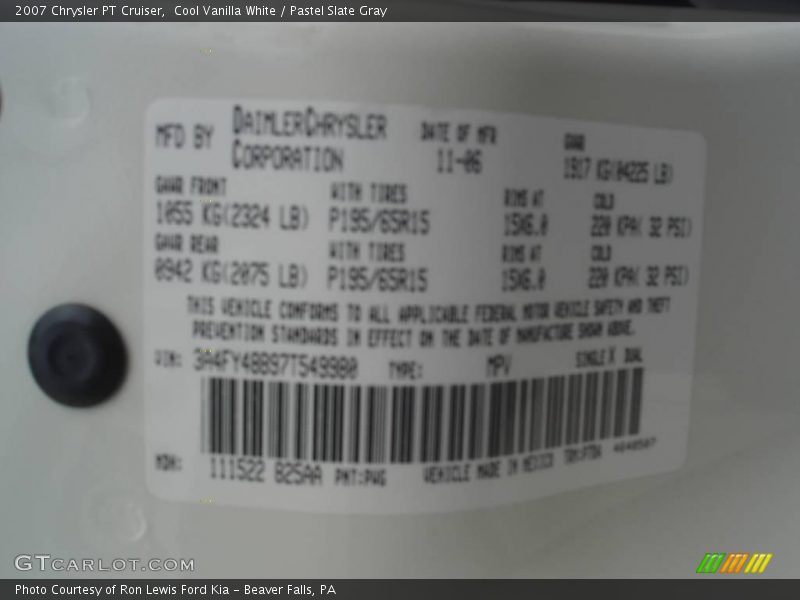 2007 Chrysler PT Cruiser,  Cool Vanilla White / Pastel Slate Gray
MFD BY DAIMLERCHRYSLER CORPORATION DATE OF MFR 11-06 GVWR 1917 KG(04225 LB)
GAWR FRONT WITH TIRES RIMS AT COLD
1055 KG(2324 LB) P195/65R15 15X6.0 220 KPA( 32 PSI)
GAWR REAR WITH TIRES RIMS AT COLD
0942 KG(2075 LB) P195/65R15 15X6.0 220 KPA( 32 PSI)
THIS VEHICLE CONFORMS TO ALL APPLICABLE FEDERAL MOTOR VEHICLE SAFETY AND THEFT
PREVENTION STANDARDS IN EFFECT ON THE DATE OF MANUFACTURE SHOWN ABOVE.
VIN: TYPE: MPV SINGLE X DUAL
MDH: 111522 PNT:PWG VEHICLE MADE IN MEXICO
GTCARLOT.COM
Photo Courtesy of Ron Lewis Ford Kia - Beaver Falls, PA